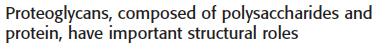 Proteoglycans, composed of polysaccharides and
protein, have important structural roles